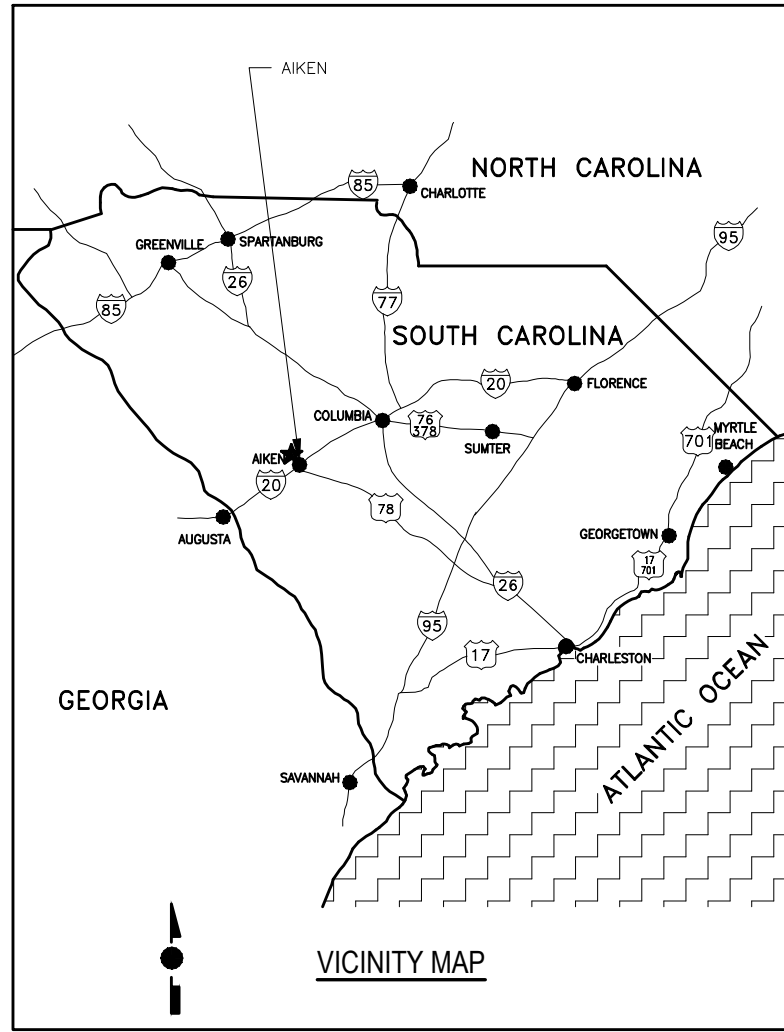 AIKEN
NORTH CAROLINA
85
CHARLOTTE
95
GREENVILLE
SPARTANBURG
26
85
77
SOUTH CAROLINA
20
FLORENCE
COLUMBIA
76
378
SUMTER
701
MYRTLE
BEACH
AIKEN
20
78
AUGUSTA
GEORGETOWN
17
701
26
95
17
CHARLESTON
GEORGIA
ATLANTIC OCEAN
SAVANNAH
VICINITY MAP